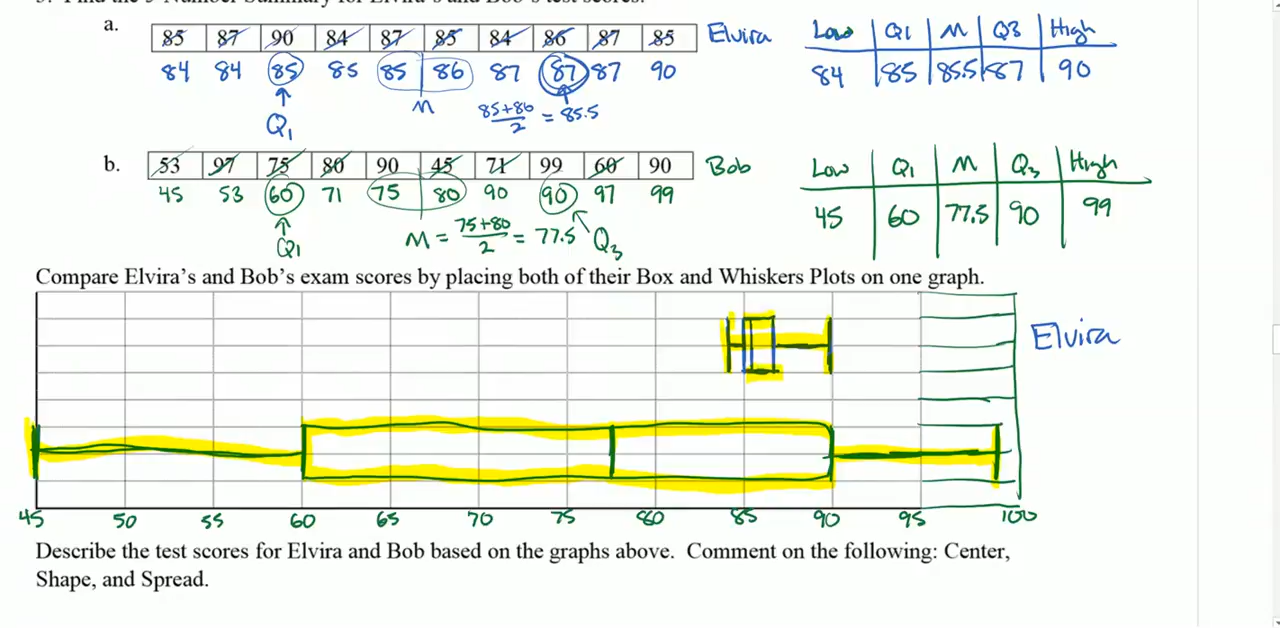 a. 85 87 90 84 87 85 84 86 87 85 Elvira
84 84 85 85 85 86 87 87 87 90
Q1 M 85+86/2 = 85.5
Low Q1 M Q3 High
84 85 85.5 87 90
b. 53 97 75 80 90 45 71 99 60 90 Bob
45 53 60 71 75 80 90 90 97 99
Q1 M = 75+80/2 = 77.5 Q3
Low Q1 M Q3 High
45 60 77.5 90 99
Compare Elvira’s and Bob’s exam scores by placing both of their Box and Whiskers Plots on one graph.
Elvira
45 50 55 60 65 70 75 80 85 90 95 100
Describe the test scores for Elvira and Bob based on the graphs above. Comment on the following: Center,
Shape, and Spread.